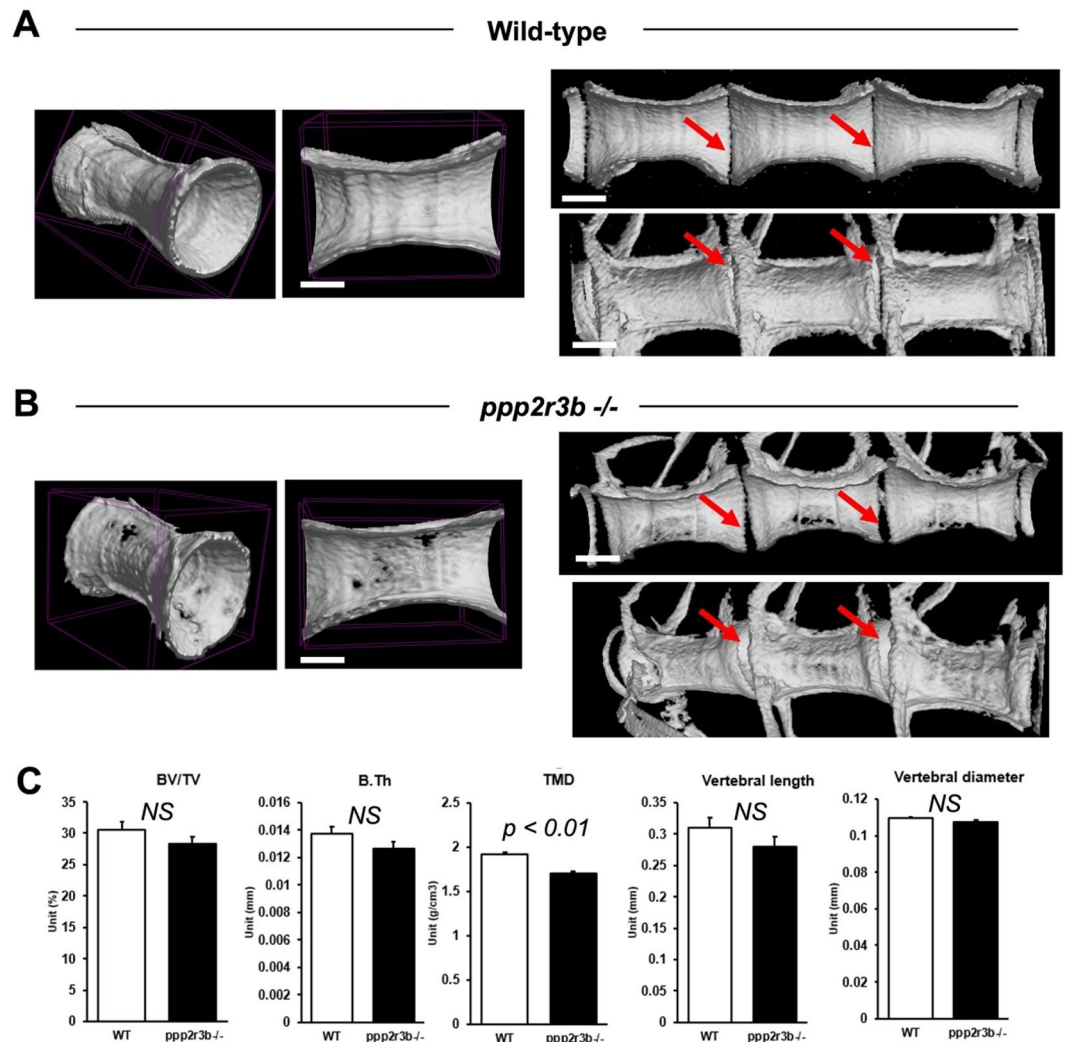 A
Wild-type
B
ppp2r3b -/-
C
BV/TV
NS
35
30
25
20
15
10
5
0
Unit (%)
WT
ppp2r3b-/-
B.Th
NS
0.016
0.014
0.012
0.01
0.008
0.006
0.004
0.002
0
Unit (mm)
WT
ppp2r3b-/-
TMD
p < 0.01
2.5
2
1.5
1
0.5
0
Unit (g/cm3)
WT
ppp2r3b-/-
Vertebral length
NS
0.35
0.3
0.25
0.2
0.15
0.1
0.05
0
Unit (mm)
WT
ppp2r3b-/-
Vertebral diameter
NS
0.12
0.1
0.08
0.06
0.04
0.02
0
Unit (mm)
WT
ppp2r3b-/-